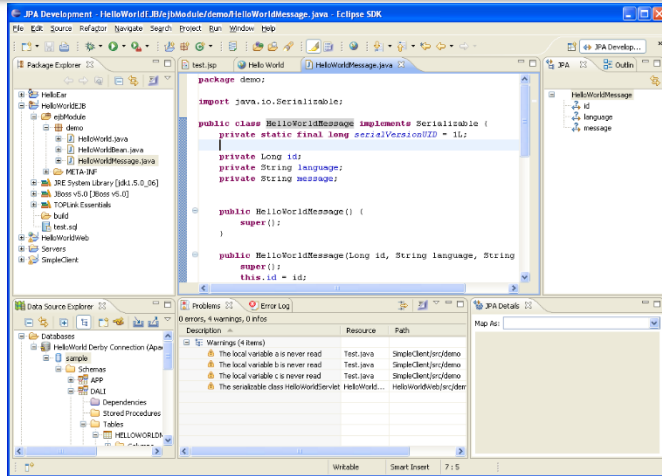 JPA Development - HelloWorldEJB/ejbModule/demo/HelloWorldMessage.java - Eclipse SDK
File Edit Source Refactor Navigate Search Project Run Window Help
JPA Develop...
Package Explorer
HelloEar
HelloWorldEJB
ejbModule
demo
HelloWorld.java
HelloWorldBean.java
HelloWorldMessage.java
META-INF
JRE System Library [jdk1.5.0_06]
JBoss v5.0 [JBoss v5.0]
TOPLink Essentials
build
test.sql
HelloWorldWeb
Servers
SimpleClient
test.jsp Hello World HelloWorldMessage.java
package demo;
import java.io.Serializable;
public class HelloWorldMessage implements Serializable {
private static final long serialVersionUID = 1L;
private Long id;
private String language;
private String message;
public HelloWorldMessage() {
super();
}
public HelloWorldMessage(Long id, String language, String
super();
this.id = id;
JPA Outlin
HelloWorldMessage
id
language
message
Data Source Explorer
Databases
HelloWorld Derby Connection (Apa
sample
Schemas
APP
DALI
Dependencies
Stored Procedures
Tables
HELLOWORLDM
Problems Error Log
0 errors, 4 warnings, 0 infos
Description Resource Path
Warnings (4 items)
The local variable a is never read Test.java SimpleClient/src/demo
The local variable b is never read Test.java SimpleClient/src/demo
The local variable c is never read Test.java SimpleClient/src/demo
The serializable class HelloWorldServlet HelloWorld... HelloWorldWeb/src/dem
JPA Details
Map As:
Writable Smart Insert 7 : 5